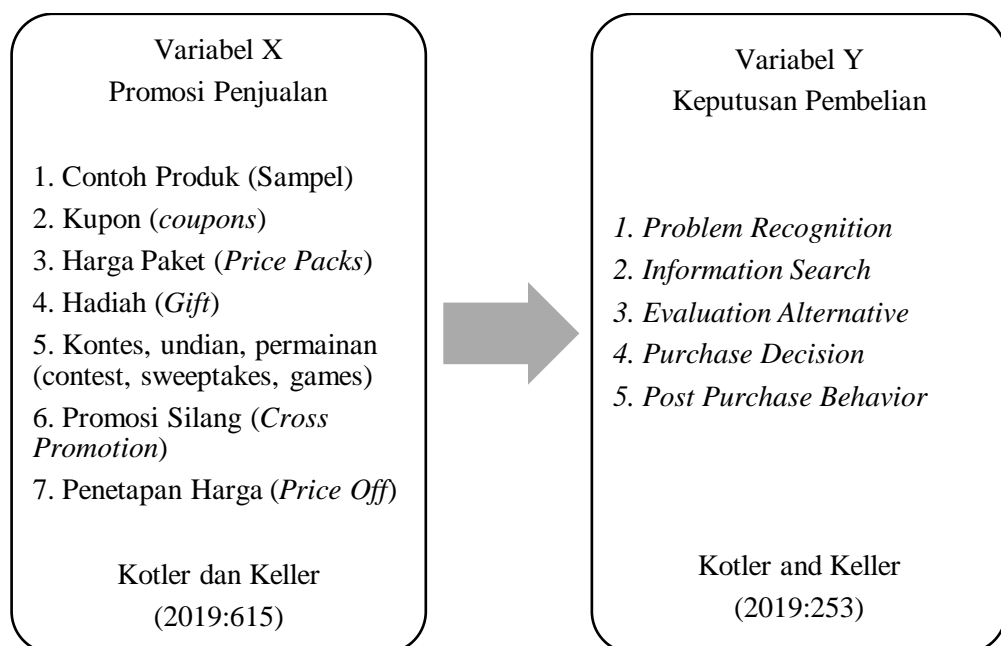 Variabel X
Promosi Penjualan
1. Contoh Produk (Sampel)
2. Kupon (coupons)
3. Harga Paket (Price Packs)
4. Hadiah (Gift)
5. Kontes, undian, permainan
(contest, sweeptakes, games)
6. Promosi Silang (Cross
Promotion)
7. Penetapan Harga (Price Off)
Kotler dan Keller
(2019:615)
Variabel Y
Keputusan Pembelian
1. Problem Recognition
2. Information Search
3. Evaluation Alternative
4. Purchase Decision
5. Post Purchase Behavior
Kotler and Keller
(2019:253)